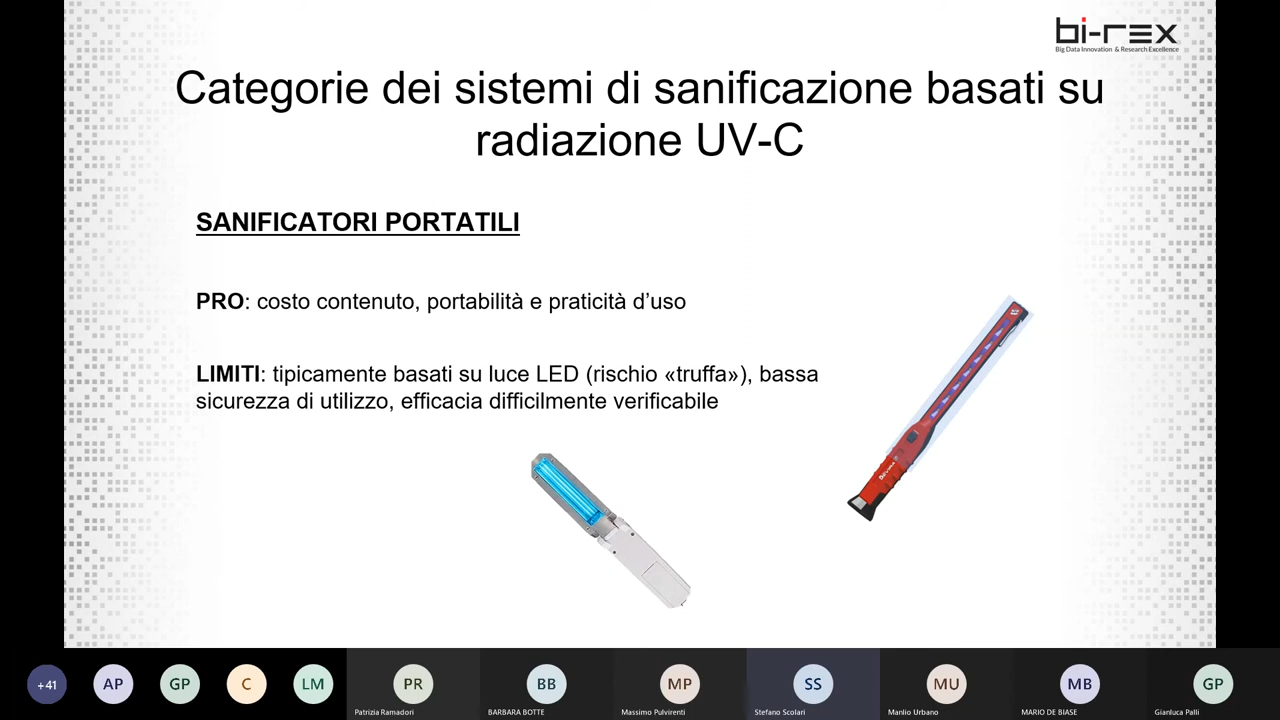 bi-rex
Big Data Innovation & Research Excellence
Categorie dei sistemi di sanificazione basati su
radiazione UV-C
SANIFICATORI PORTATILI
PRO: costo contenuto, portabilità e praticità d’uso
LIMITI: tipicamente basati su luce LED (rischio «truffa»), bassa
sicurezza di utilizzo, efficacia difficilmente verificabile
+41
AP
GP
C
LM
PR
BB
MP
SS
MU
MB
GP
Patrizia Ramadori
BARBARA BOTTE
Massimo Pulvirenti
Stefano Scolari
Manlio Urbano
MARIO DE BIASE
Gianluca Palli